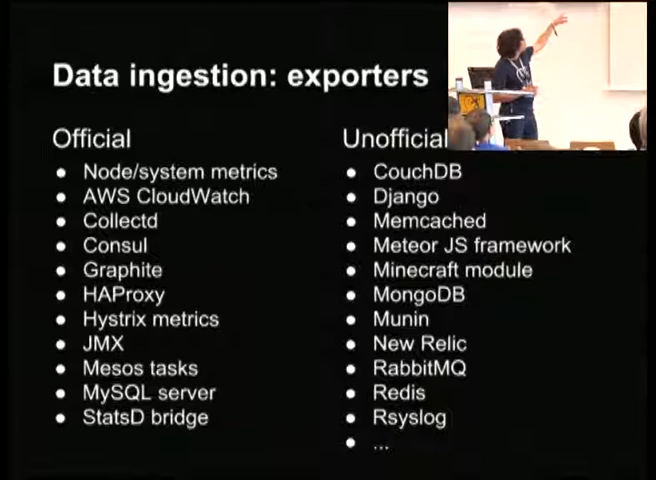 Data ingestion: exporters
Official
Node/system metrics
AWS CloudWatch
Collectd
Consul
Graphite
HAProxy
Hystrix metrics
JMX
Mesos tasks
MySQL server
StatsD bridge
Unofficial
CouchDB
Django
Memcached
Meteor JS framework
Minecraft module
MongoDB
Munin
New Relic
RabbitMQ
Redis
Rsyslog
...